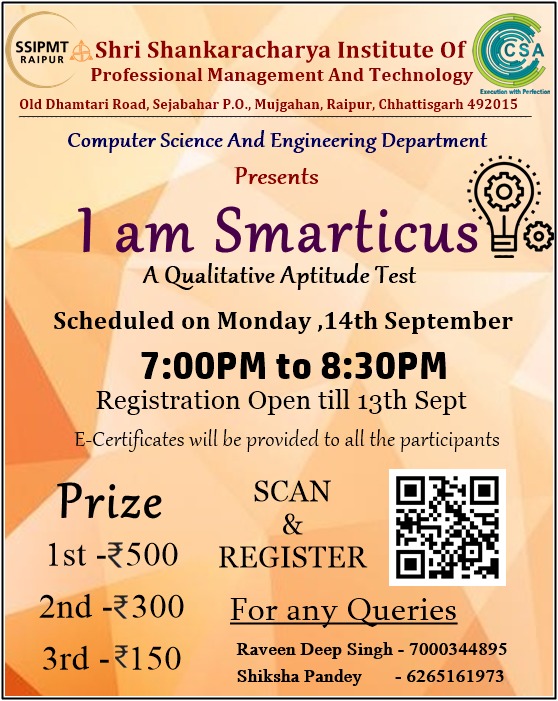 SSIPMT
RAIPUR
Shri Shankaracharya Institute Of
Professional Management And Technology
CSA
Execution with Perfection
Old Dhamtari Road, Sejabahar P.O., Mujgahan, Raipur, Chhattisgarh 492015
Computer Science And Engineering Department
Presents
I am Smarticus
A Qualitative Aptitude Test
Scheduled on Monday ,14th September
7:00PM to 8:30PM
Registration Open till 13th Sept
E-Certificates will be provided to all the participants
Prize
1st -₹500
2nd -₹300
3rd -₹150
SCAN
&
REGISTER
For any Queries
Raveen Deep Singh - 7000344895
Shiksha Pandey - 6265161973